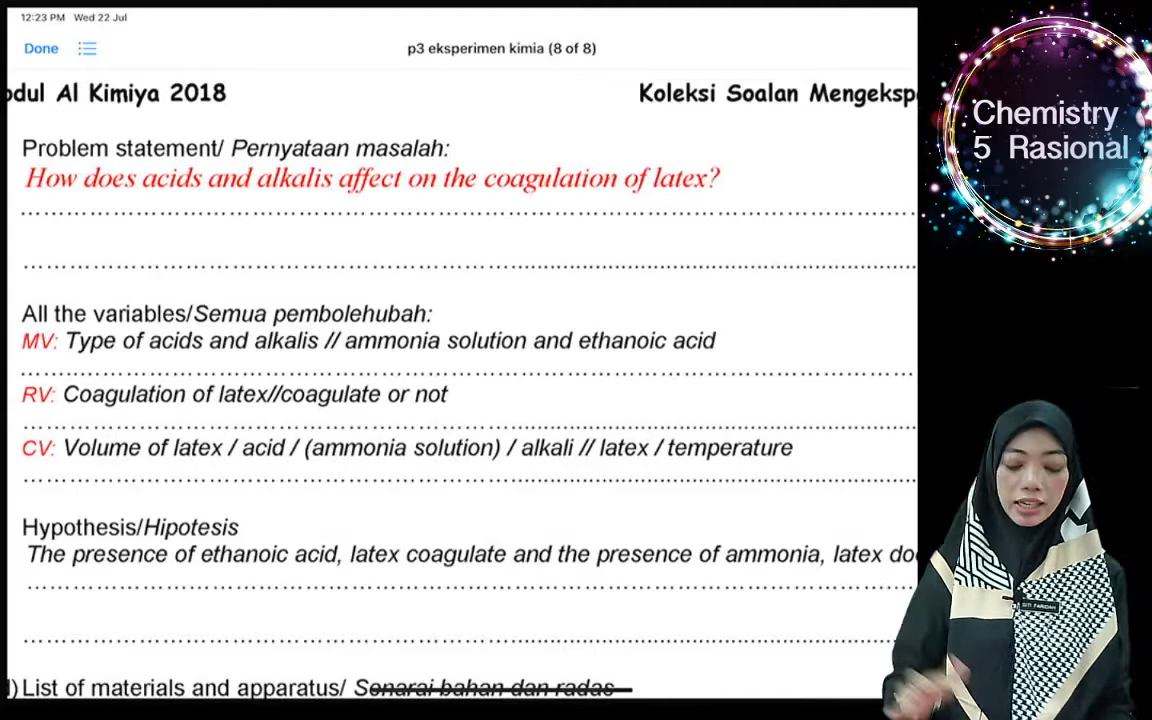 12:23 PM Wed 22 Jul
Done
p3 eksperimen kimia (8 of 8)
odul Al Kimiya 2018
Koleksi Soalan Mengeksp
Chemistry
5 Rasional
Problem statement/ Pernyataan masalah:
How does acids and alkalis affect on the coagulation of latex?
All the variables/Semua pembolehubah:
MV: Type of acids and alkalis // ammonia solution and ethanoic acid
RV: Coagulation of latex//coagulate or not
CV: Volume of latex / acid / (ammonia solution) / alkali // latex / temperature
Hypothesis/Hipotesis
The presence of ethanoic acid, latex coagulate and the presence of ammonia, latex do
SITI FARIDAH
) List of materials and apparatus/ Senarai bahan dan radas